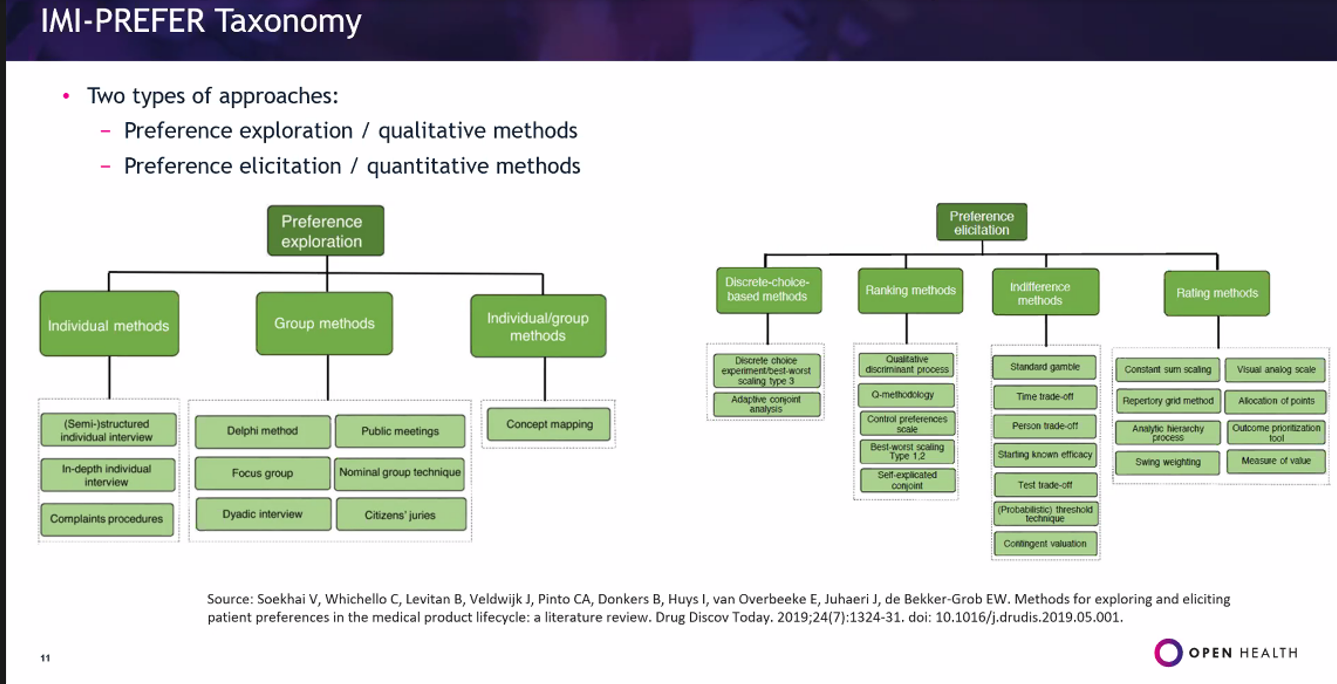 IMI-PREFER Taxonomy
• Two types of approaches:
– Preference exploration / qualitative methods
– Preference elicitation / quantitative methods
Preference
exploration
Individual methods
Group methods
Individual/group
methods
(Semi-)structured
individual interview
In-depth individual
interview
Complaints procedures
Delphi method
Public meetings
Focus group
Nominal group technique
Dyadic interview
Citizens' juries
Concept mapping
Preference
elicitation
Discrete-choice-
based methods
Ranking methods
Indifference
methods
Rating methods
Discrete choice
experiment/best-worst
scaling type 3
Adaptive conjoint
analysis
Qualitative
discriminant process
Q-methodology
Control preferences
scale
Best-worst scaling
Type 1,2
Self-explicated
conjoint
Standard gamble
Time trade-off
Person trade-off
Starting known efficacy
Test trade-off
(Probabilistic) threshold
technique
Contingent valuation
Constant sum scaling
Visual analog scale
Repertory grid method
Allocation of points
Analytic hierarchy
process
Outcome prioritization
tool
Swing weighting
Measure of value
Source: Soekhai V, Whichello C, Levitan B, Veldwijk J, Pinto CA, Donkers B, Huys I, van Overbeeke E, Juhaeri J, de Bekker-Grob EW. Methods for exploring and eliciting
patient preferences in the medical product lifecycle: a literature review. Drug Discov Today. 2019;24(7):1324-31. doi: 10.1016/j.drudis.2019.05.001.
11
OPEN HEALTH